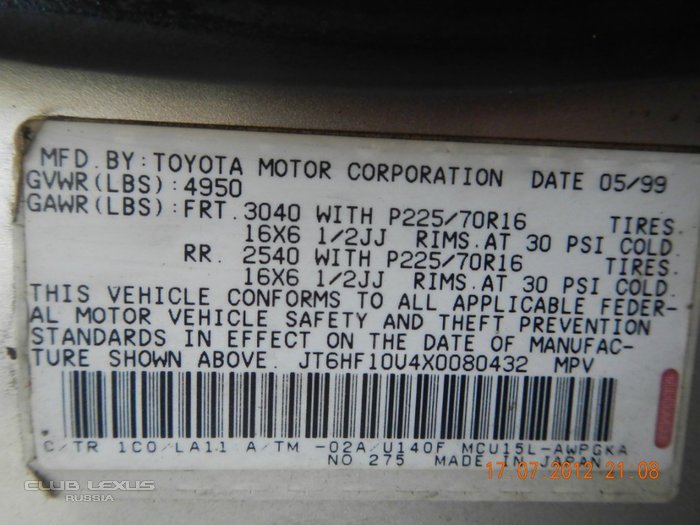 MFD. BY: TOYOTA MOTOR CORPORATION DATE 05/99
GVWR(LBS): 4950
GAWR(LBS): FRT. 3040 WITH P225/70R16 TIRES.
16X6 1/2JJ RIMS. AT 30 PSI COLD.
RR. 2540 WITH P225/70R16 TIRES.
16X6 1/2JJ RIMS. AT 30 PSI COLD.
THIS VEHICLE CONFORMS TO ALL APPLICABLE FEDER-
AL MOTOR VEHICLE SAFETY AND THEFT PREVENTION
STANDARDS IN EFFECT ON THE DATE OF MANUFAC-
TURE SHOWN ABOVE. JT6HF10U4X0080432 MPV
C/TR 1C0/LA11 A/TM -02A/U140F MCU15L-AWPGKA
NO 275 MADE IN JAPAN
17.07.2012 21:08
CLUB LEXUS
RUSSIA